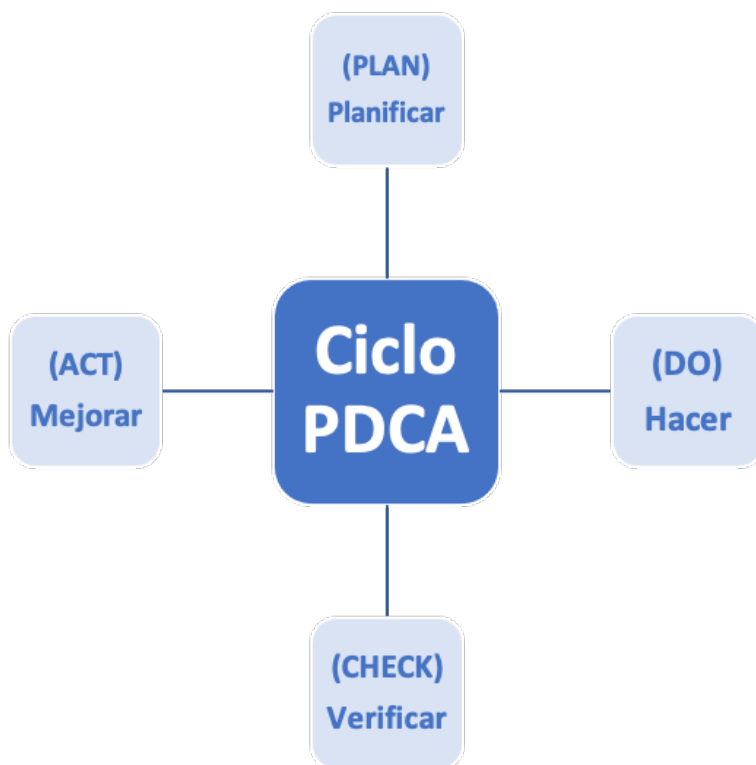 (PLAN)
Planificar
(ACT)
Mejorar
Ciclo
PDCA
(DO)
Hacer
(CHECK)
Verificar